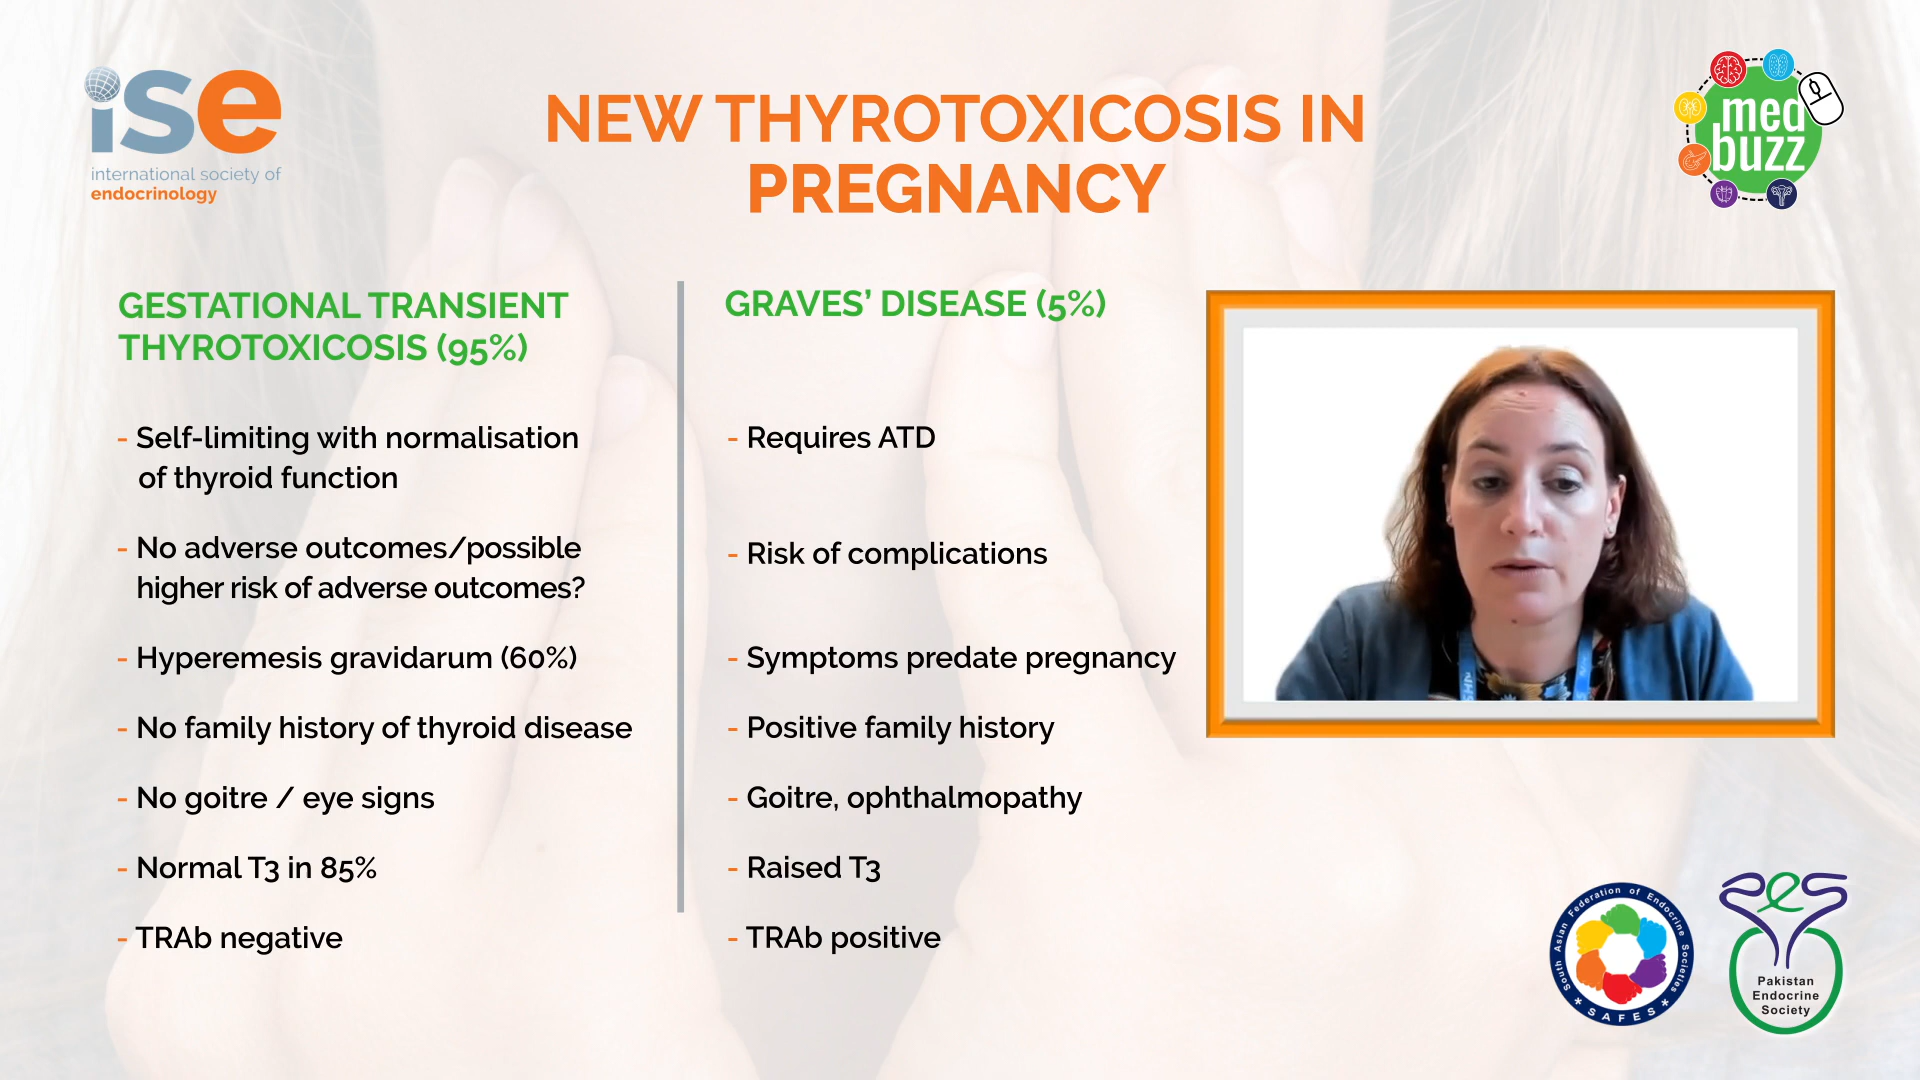 ise
international society of
endocrinology
NEW THYROTOXICOSIS IN
PREGNANCY
med
buzz
GESTATIONAL TRANSIENT
THYROTOXICOSIS (95%)
- Self-limiting with normalisation
of thyroid function
- No adverse outcomes/possible
higher risk of adverse outcomes?
- Hyperemesis gravidarum (60%)
- No family history of thyroid disease
- No goitre / eye signs
- Normal T3 in 85%
- TRAb negative
GRAVES’ DISEASE (5%)
- Requires ATD
- Risk of complications
- Symptoms predate pregnancy
- Positive family history
- Goitre, ophthalmopathy
- Raised T3
- TRAb positive
South Asian Federation of Endocrine Societies
* SAFES *
PES
Pakistan
Endocrine
Society